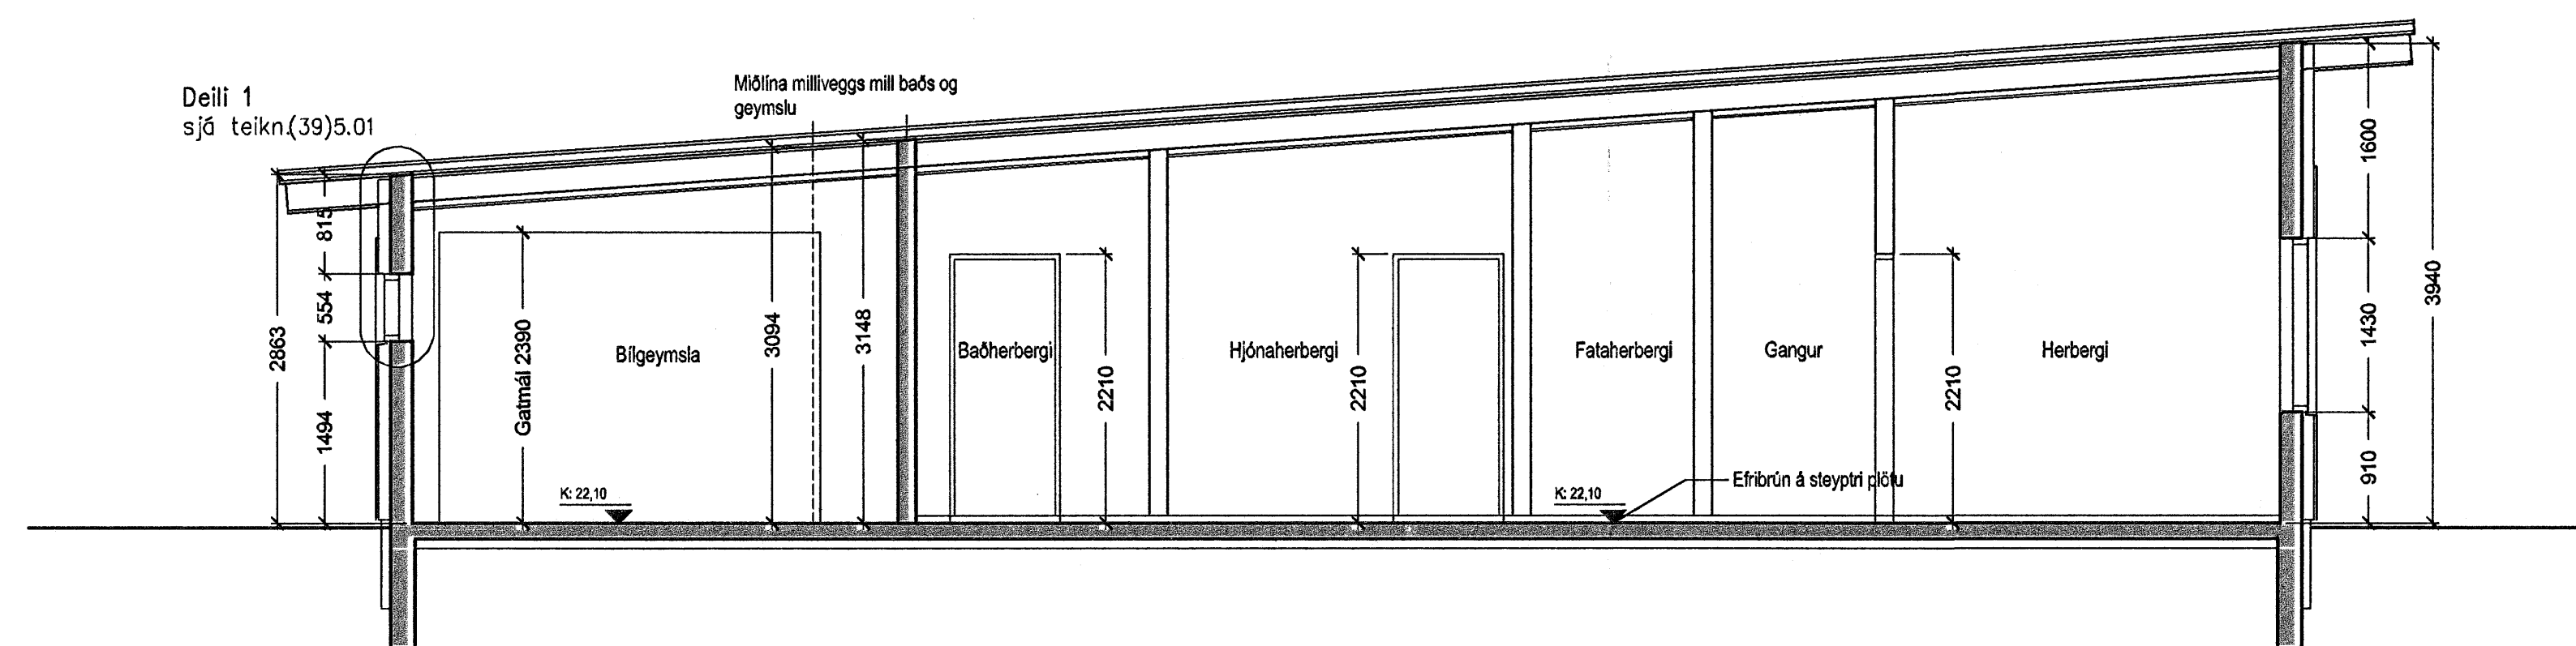 Deili 1
sjá teikn.(39)5.01
Miðlína milliveggs mill baðs og
geymslu
2863
815
554
1494
Gatmál 2390
Bílgeymsla
K: 22,10
3094
3148
Baðherbergi
2210
Hjónaherbergi
2210
Fataherbergi
K: 22,10
Gangur
Efribrún á steyptri plötu
2210
Herbergi
1600
1430
910
3940